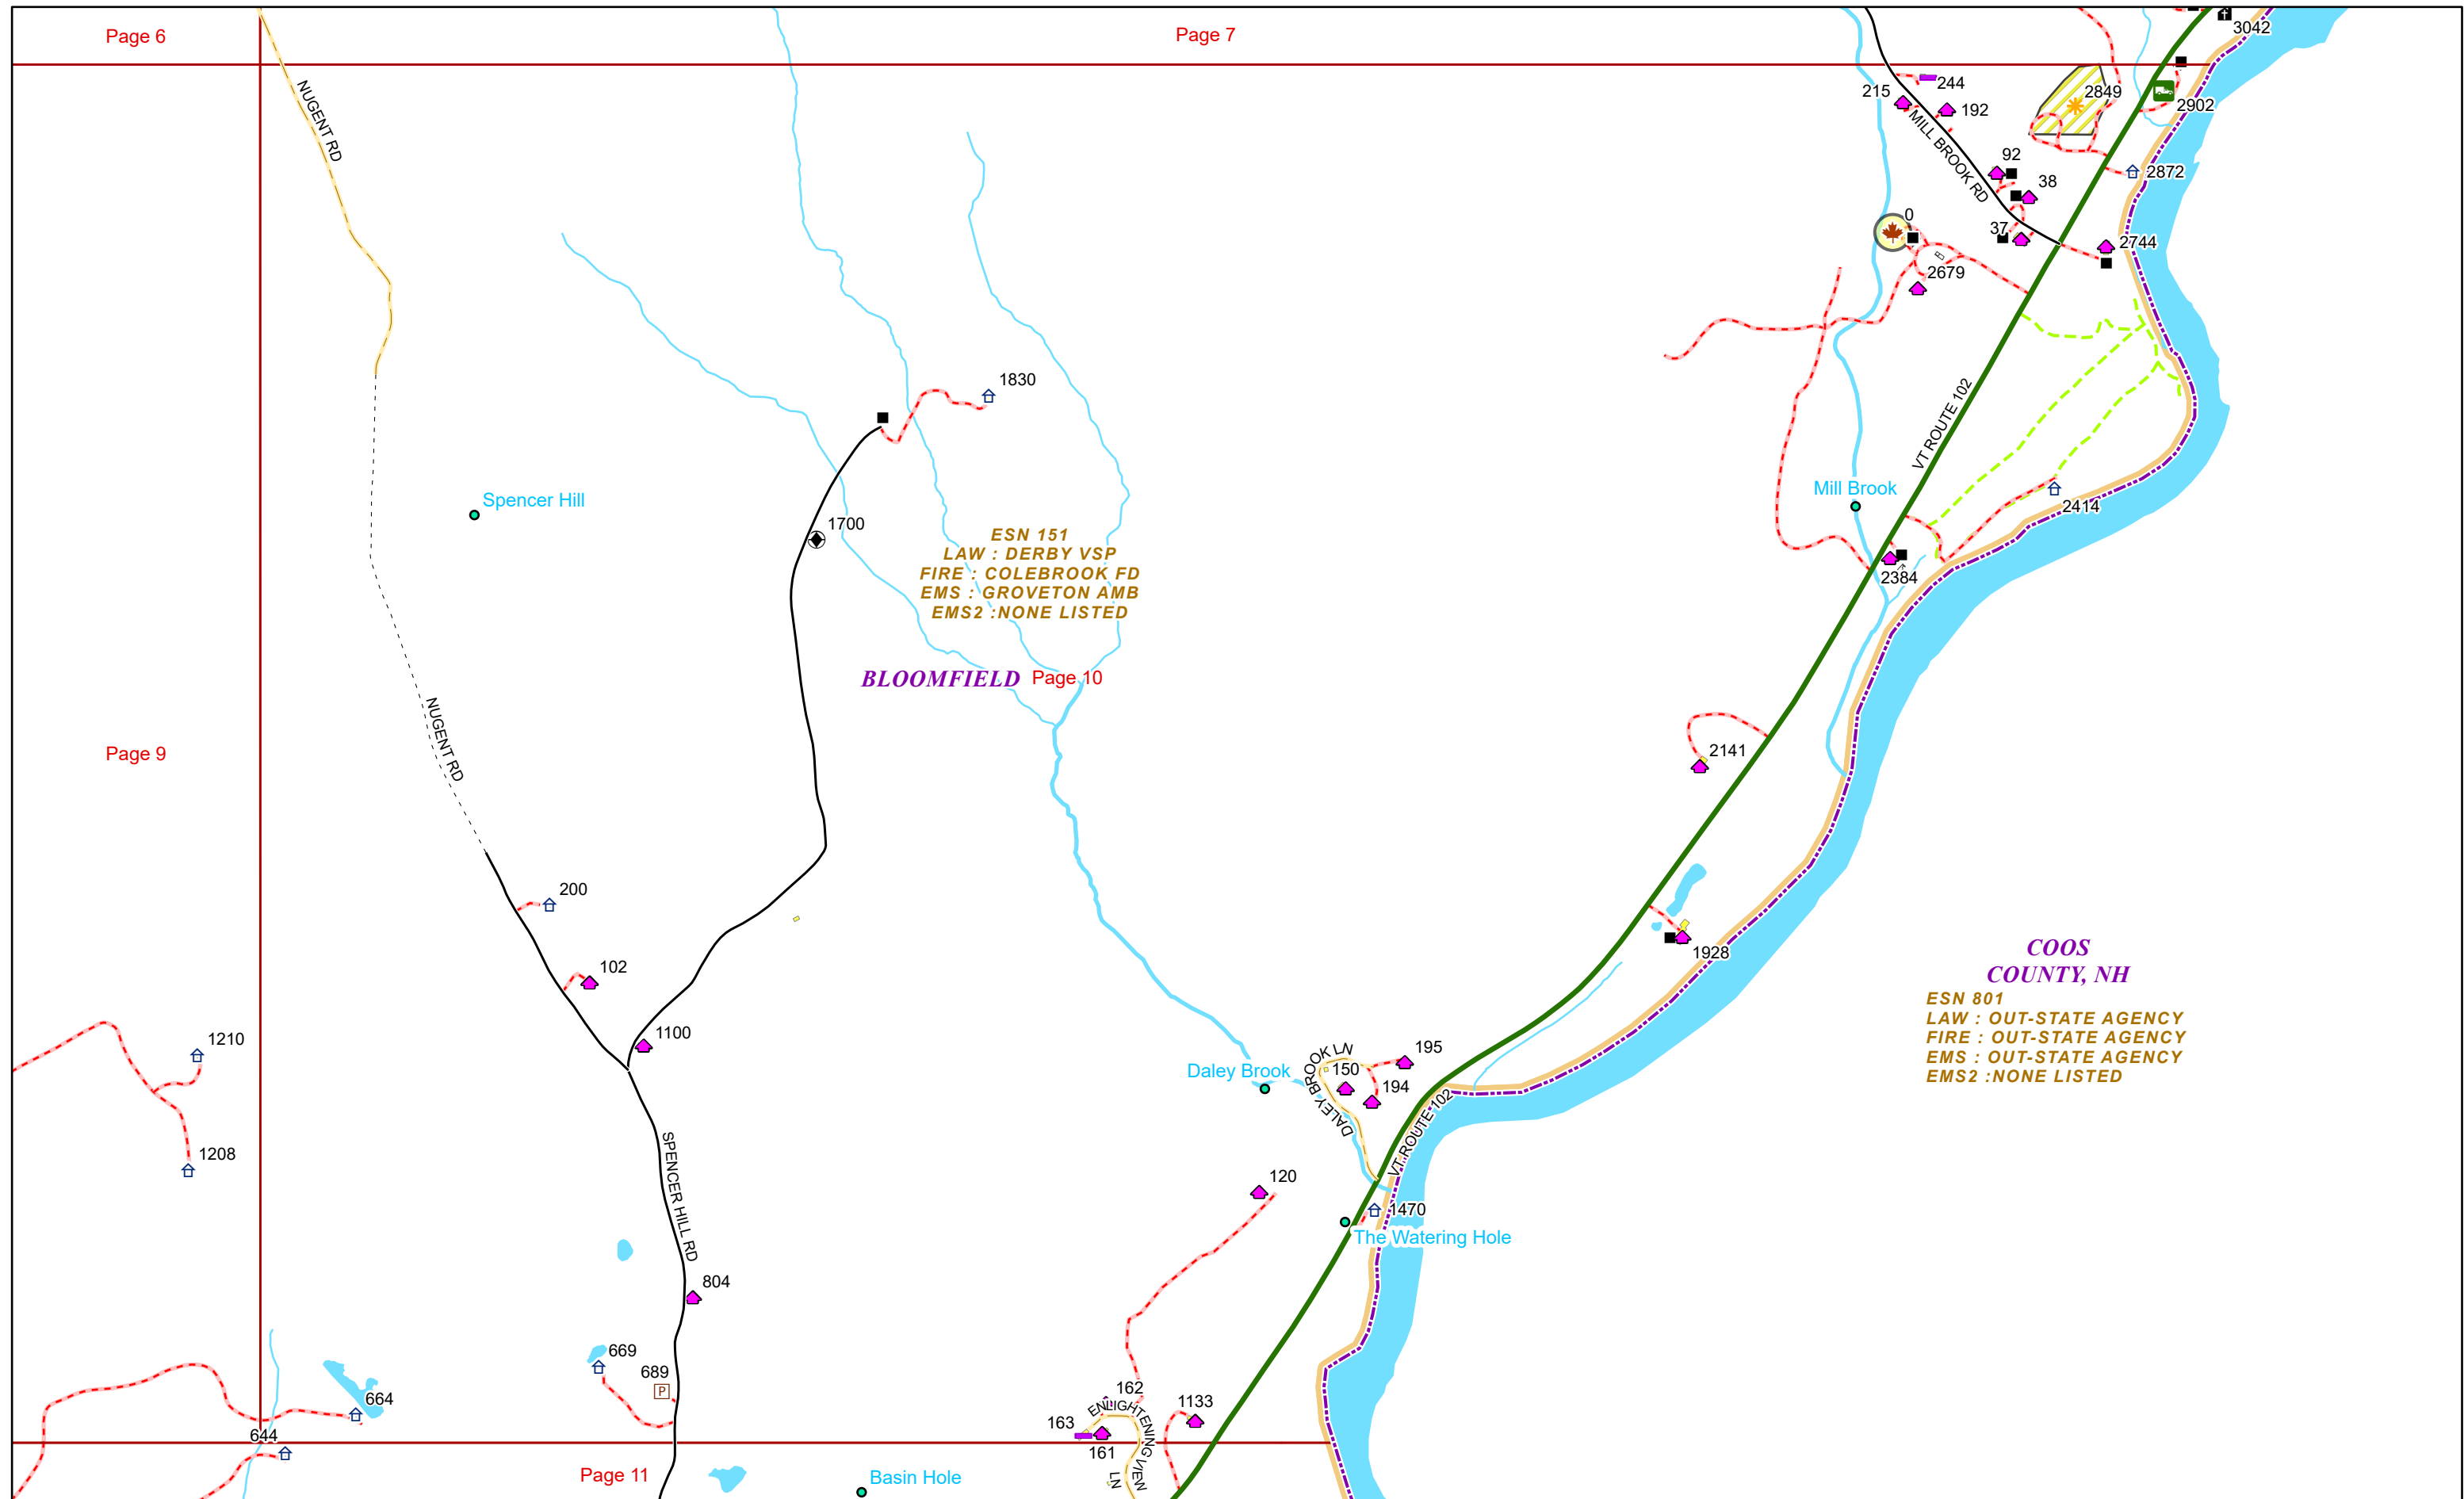 Page 6
Page 7
3042
NUGENT RD
244
215
192
2849
2902
MILL BROOK RD
92
38
2872
0
37
2744
2679
1830
VT ROUTE 102
Spencer Hill
Mill Brook
1700
2414
ESN 151
LAW : DERBY VSP
FIRE : COLEBROOK FD
EMS : GROVETON AMB
EMS2 :NONE LISTED
2384
BLOOMFIELD
Page 10
NUGENT RD
Page 9
2141
200
1928
COOS
COUNTY, NH
102
ESN 801
LAW : OUT-STATE AGENCY
FIRE : OUT-STATE AGENCY
EMS : OUT-STATE AGENCY
EMS2 :NONE LISTED
1210
1100
195
Daley Brook
150
DALEY BROOK LN
194
VT ROUTE 102
1208
SPENCER HILL RD
120
1470
The Watering Hole
804
669
689
P
664
162
1133
ENLIGHTENING VIEW LN
163
161
644
Page 11
Basin Hole